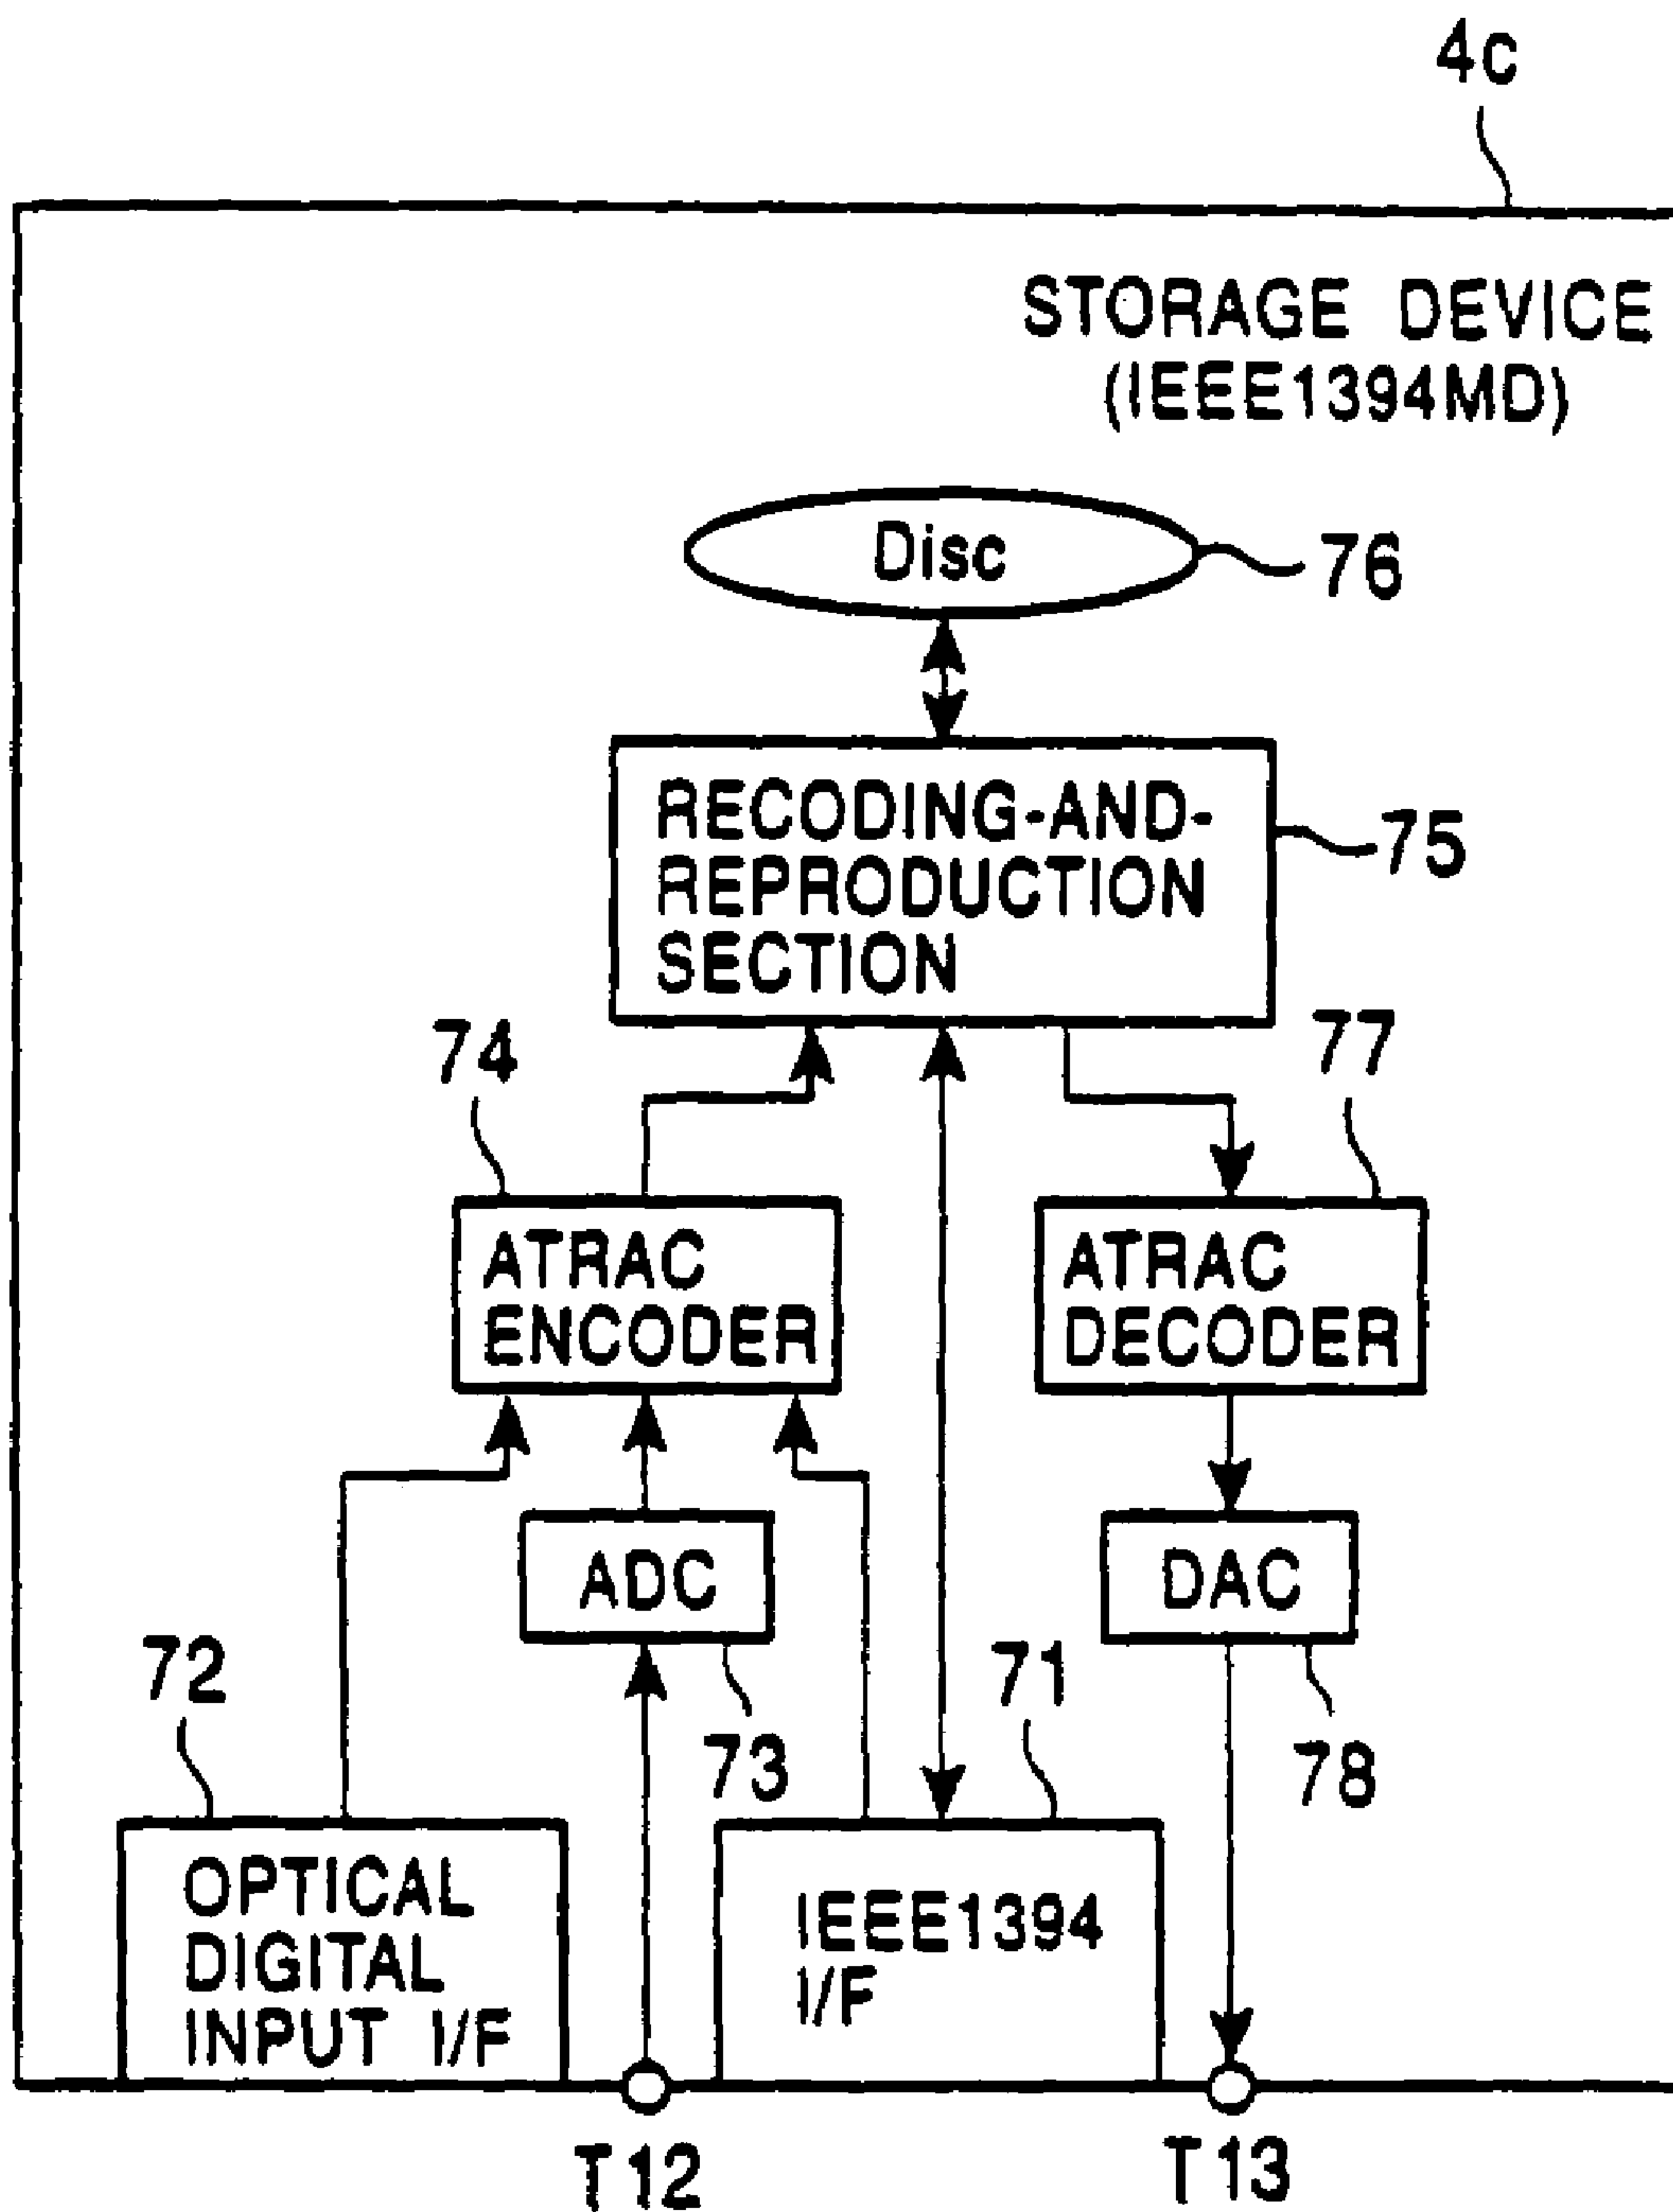 4c
STORAGE DEVICE
(IEEE1394MD)
Disc
76
RECODING-AND-
REPRODUCTION
SECTION
75
74
77
ATRAC
ENCODER
ATRAC
DECODER
ADC
DAC
72
73
71
78
OPTICAL
DIGITAL
INPUT I/F
IEEE1394
I/F
T12
T13